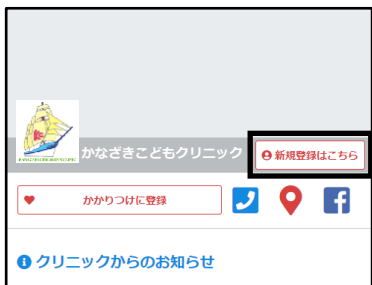 かなざきこどもクリニック
新規登録はこちら
かかりつけに登録
クリニックからのお知らせ